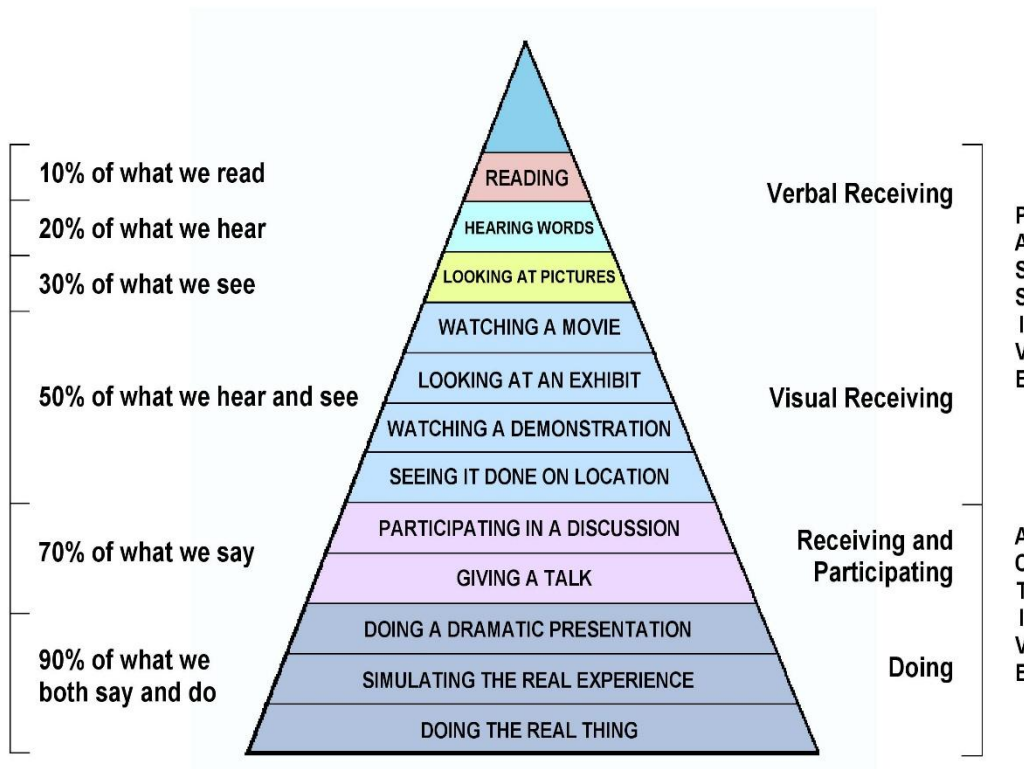 10% of what we read
20% of what we hear
30% of what we see
50% of what we hear and see
70% of what we say
90% of what we
both say and do
READING
HEARING WORDS
LOOKING AT PICTURES
WATCHING A MOVIE
LOOKING AT AN EXHIBIT
WATCHING A DEMONSTRATION
SEEING IT DONE ON LOCATION
PARTICIPATING IN A DISCUSSION
GIVING A TALK
DOING A DRAMATIC PRESENTATION
SIMULATING THE REAL EXPERIENCE
DOING THE REAL THING
Verbal Receiving
Visual Receiving
Receiving and
Participating
Doing
P
A
S
S
I
V
E
A
C
T
I
V
E